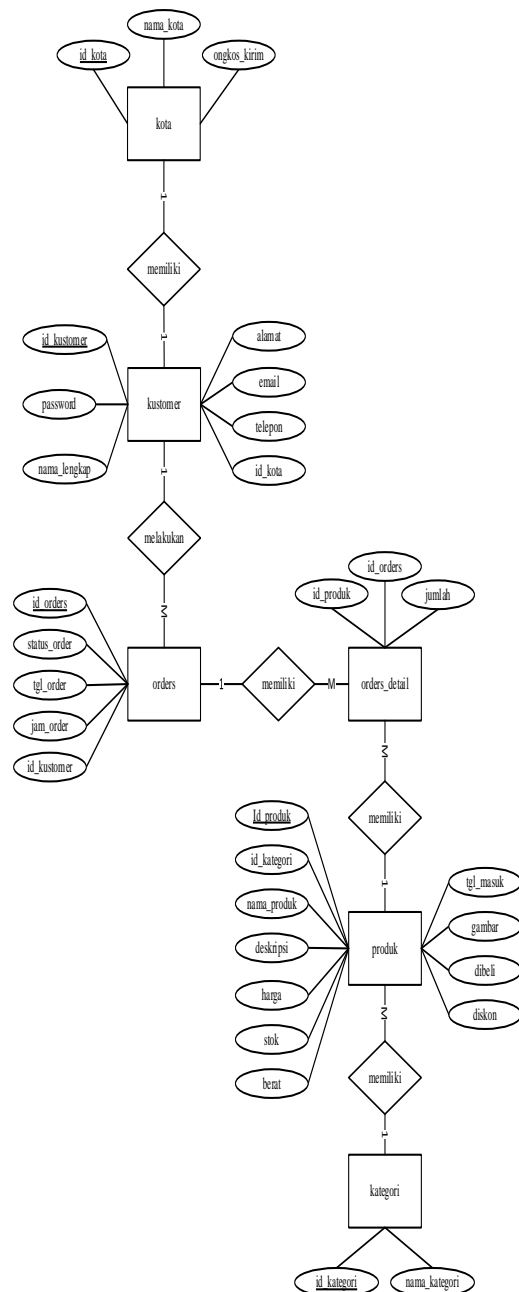 nama_kota
id_kota
ongkos_kirim
kota
1
memiliki
1
id_kustomer
alamat
email
password
kustomer
telepon
nama_lengkap
id_kota
1
melakukan
M
id_orders
id_produk
jumlah
id_orders
status_order
tgl_order
orders
1
memiliki
M
orders_detail
jam_order
id_kustomer
M
memiliki
1
Id_produk
id_kategori
tgl_masuk
nama_produk
gambar
deskripsi
produk
dibeli
harga
diskon
stok
M
berat
memiliki
1
kategori
id_kategori
nama_kategori